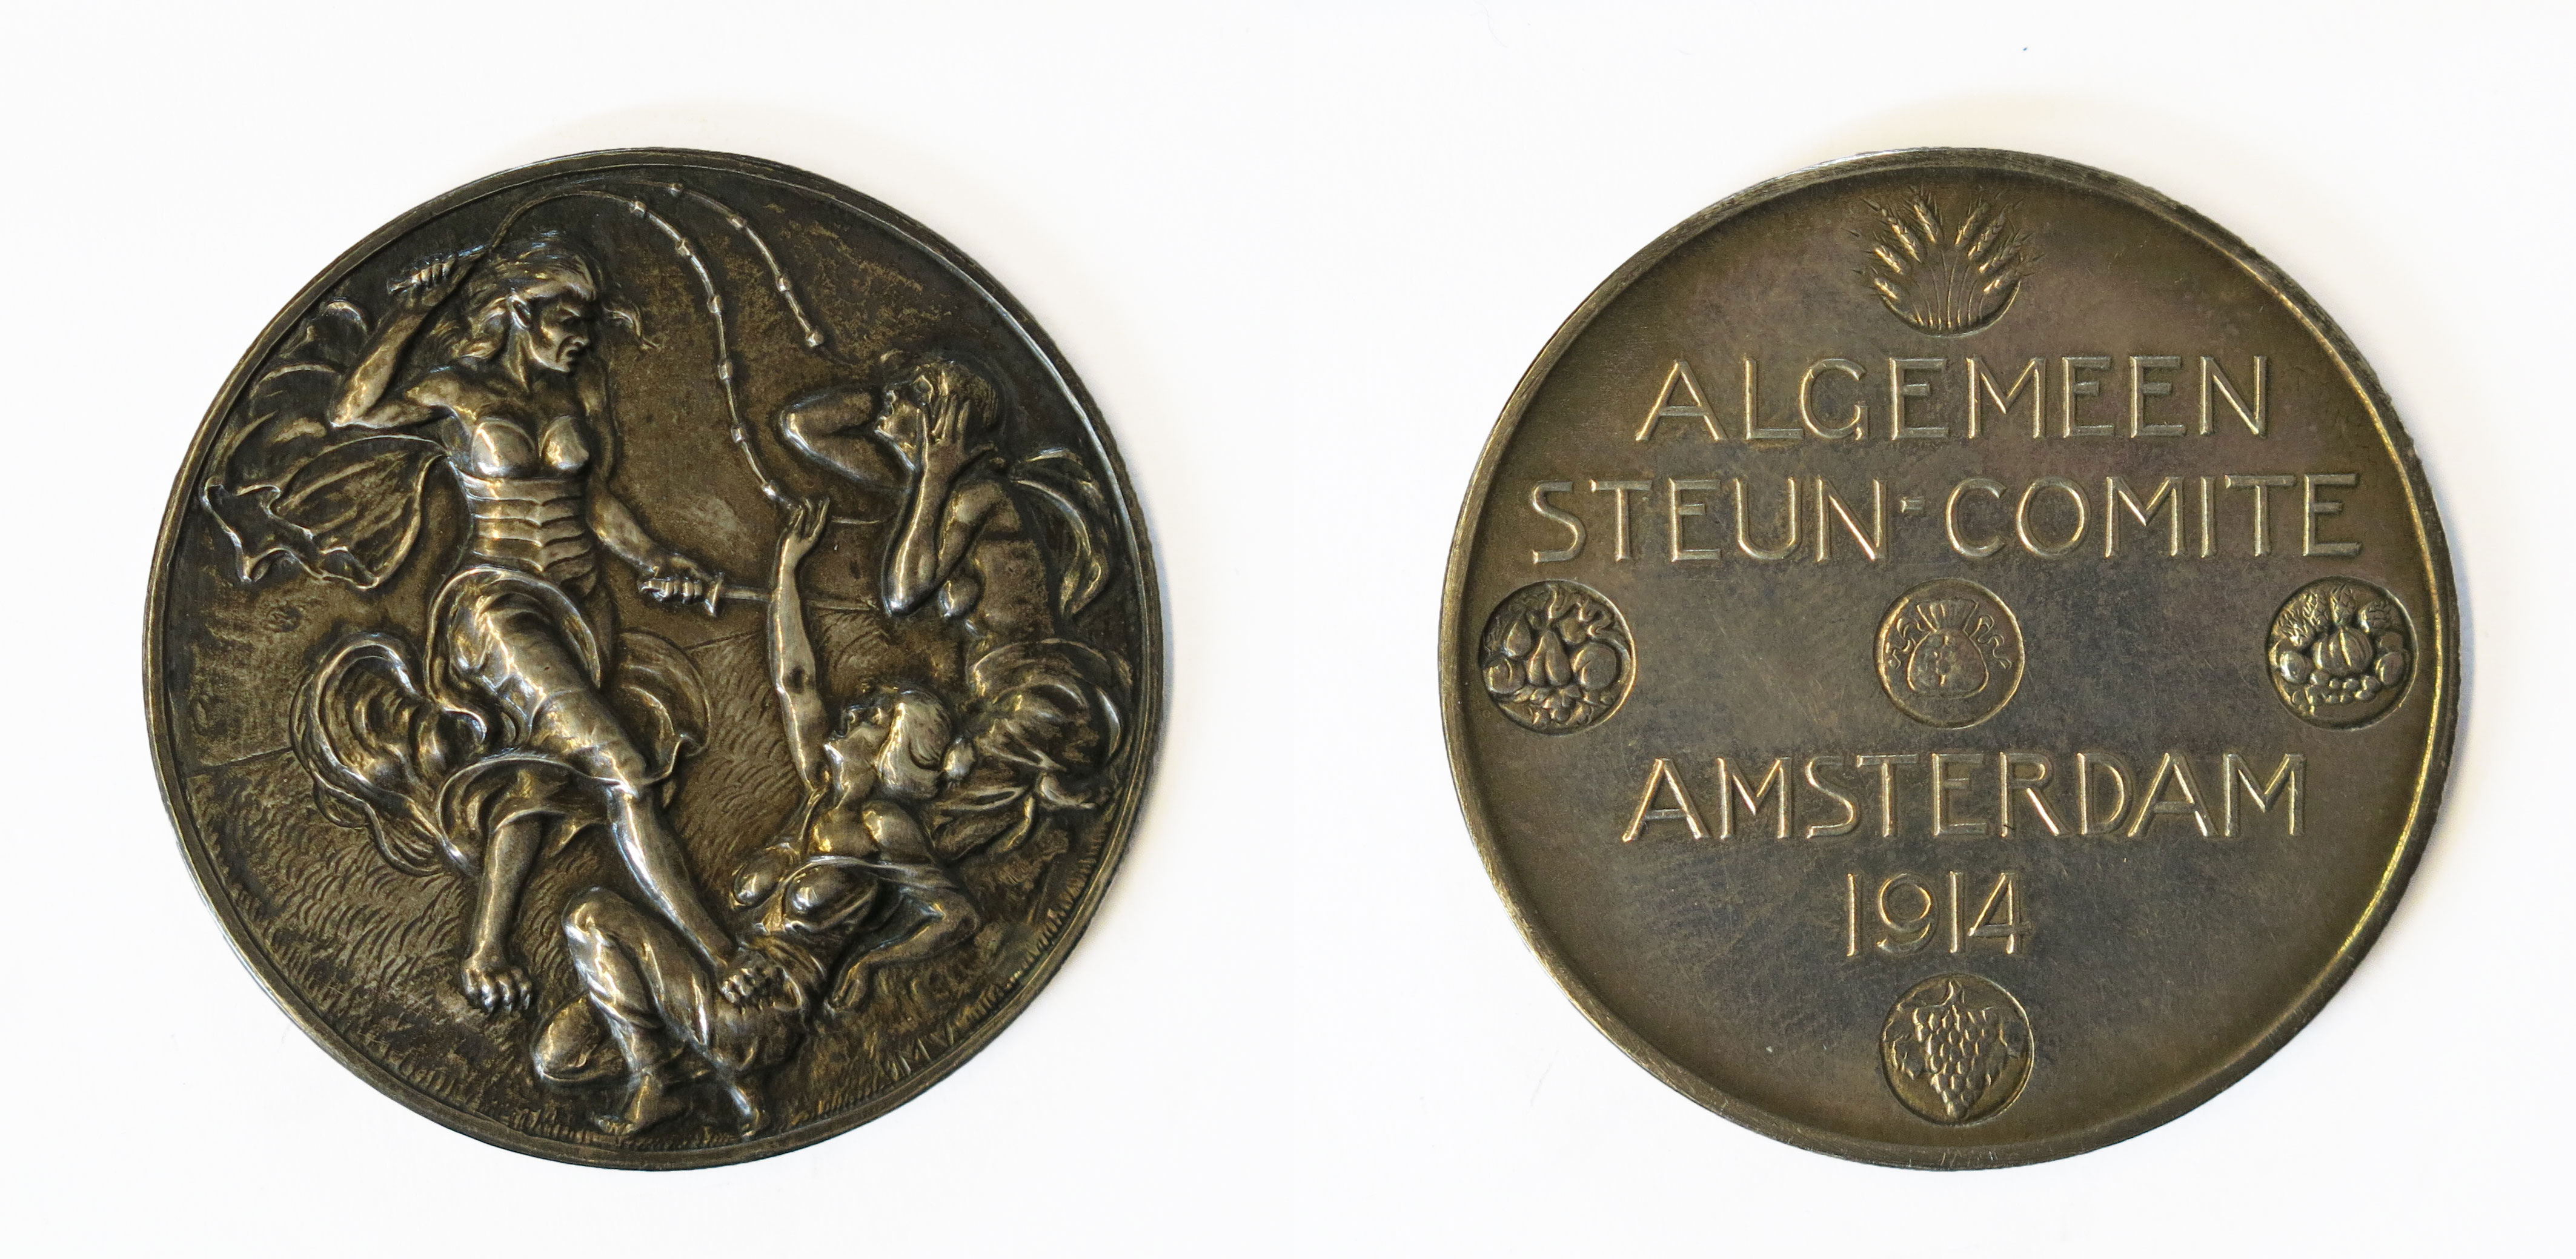 ALGEMEEN
STEUN-COMITE
AMSTERDAM
1914